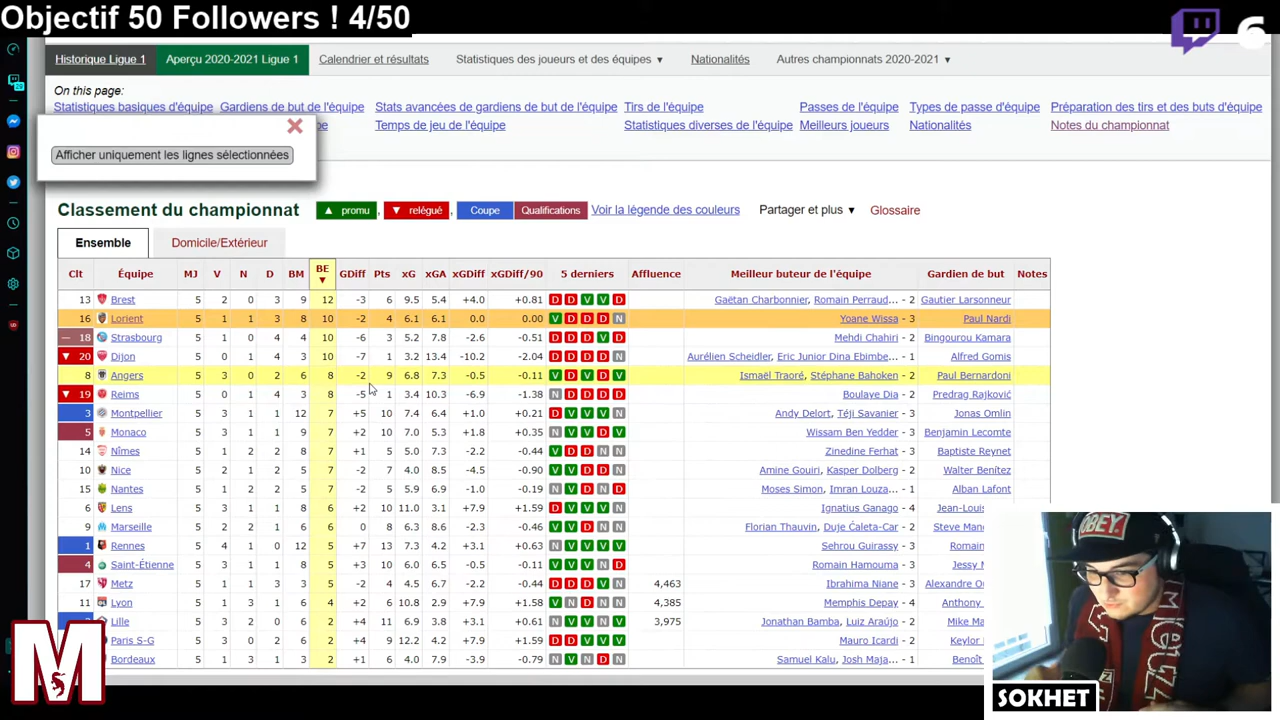 Objectif 50 Followers ! 4/50
6
Historique Ligue 1 Aperçu 2020-2021 Ligue 1 Calendrier et résultats Statistiques des joueurs et des équipes ▼ Nationalités Autres championnats 2020-2021 ▼
On this page:
Statistiques basiques d'équipe Gardiens de but de l'équipe Stats avancées de gardiens de but de l'équipe Tirs de l'équipe Passes de l'équipe Types de passe d'équipe Préparation des tirs et des buts d'équipe
pe Temps de jeu de l'équipe Statistiques diverses de l'équipe Meilleurs joueurs Nationalités Notes du championnat
Afficher uniquement les lignes sélectionnées
Classement du championnat ▲ promu , ▼ relégué , Coupe Qualifications Voir la légende des couleurs Partager et plus ▼ Glossaire
Ensemble Domicile/Extérieur
Clt Équipe MJ V N D BM BE ▼ GDiff Pts xG xGA xGDiff xGDiff/90 5 derniers Affluence Meilleur buteur de l'équipe Gardien de but Notes
13 Brest 5 2 0 3 9 12 -3 6 9.5 5.4 +4.0 +0.81 D D V V D Gaëtan Charbonnier, Romain Perraud... - 2 Gautier Larsonneur
16 Lorient 5 1 1 3 8 10 -2 4 6.1 6.1 0.0 0.00 V D D D N Yoane Wissa - 3 Paul Nardi
— 18 Strasbourg 5 1 0 4 4 10 -6 3 5.2 7.8 -2.6 -0.51 D D D V D Mehdi Chahiri - 2 Bingourou Kamara
▼ 20 Dijon 5 0 1 4 3 10 -7 1 3.2 13.4 -10.2 -2.04 D D D D N Aurélien Scheidler, Eric Junior Dina Ebimbe... - 1 Alfred Gomis
8 Angers 5 3 0 2 6 8 -2 9 6.8 7.3 -0.5 -0.11 V D V D V Ismaël Traoré, Stéphane Bahoken - 2 Paul Bernardoni
▼ 19 Reims 5 0 1 4 3 8 -5 1 3.4 10.3 -6.9 -1.38 N D D D D Boulaye Dia - 2 Predrag Rajković
3 Montpellier 5 3 1 1 12 7 +5 10 7.4 6.4 +1.0 +0.21 D V V V N Andy Delort, Téji Savanier - 3 Jonas Omlin
5 Monaco 5 3 1 1 9 7 +2 10 7.0 5.3 +1.8 +0.35 N V V D V Wissam Ben Yedder - 3 Benjamin Lecomte
14 Nîmes 5 1 2 2 8 7 +1 5 5.0 7.3 -2.2 -0.44 V D D N N Zinedine Ferhat - 3 Baptiste Reynet
10 Nice 5 2 1 2 5 7 -2 7 4.0 8.5 -4.5 -0.90 V V D D N Amine Gouiri, Kasper Dolberg - 2 Walter Benítez
15 Nantes 5 1 2 2 5 7 -2 5 5.9 6.9 -1.0 -0.19 N V D N D Moses Simon, Imran Louza... - 1 Alban Lafont
6 Lens 5 3 1 1 8 6 +2 10 11.0 3.1 +7.9 +1.59 D V V V N Ignatius Ganago - 4 Jean-Louis
9 Marseille 5 2 2 1 6 6 0 8 6.3 8.6 -2.3 -0.46 V V D N N Florian Thauvin, Duje Ćaleta-Car - 2 Steve Man
1 Rennes 5 4 1 0 12 5 +7 13 7.3 4.2 +3.1 +0.63 N V V V V Sehrou Guirassy - 3 Romain
4 Saint-Étienne 5 3 1 1 8 5 +3 10 6.0 6.5 -0.5 -0.11 V V V N D Romain Hamouma - 3 Jessy M
17 Metz 5 1 1 3 3 5 -2 4 4.5 6.7 -2.2 -0.44 D D D V N 4,463 Ibrahima Niane - 3 Alexandre Ou
11 Lyon 5 1 3 1 6 4 +2 6 10.8 2.9 +7.9 +1.58 V N D N N 4,385 Memphis Depay - 4 Anthony
Lille 5 3 2 0 6 2 +4 11 6.9 3.8 +3.1 +0.61 N V N V V 3,975 Jonathan Bamba, Luiz Araújo - 2 Mike Ma
Paris S-G 5 3 0 2 6 2 +4 9 12.2 4.2 +7.9 +1.59 D D V V V Mauro Icardi - 2 Keylor
Bordeaux 5 1 3 1 3 2 +1 6 4.0 7.9 -3.9 -0.79 N V N D N Samuel Kalu, Josh Maja... - 1 Benoît
OBEY.
M
SOKHET